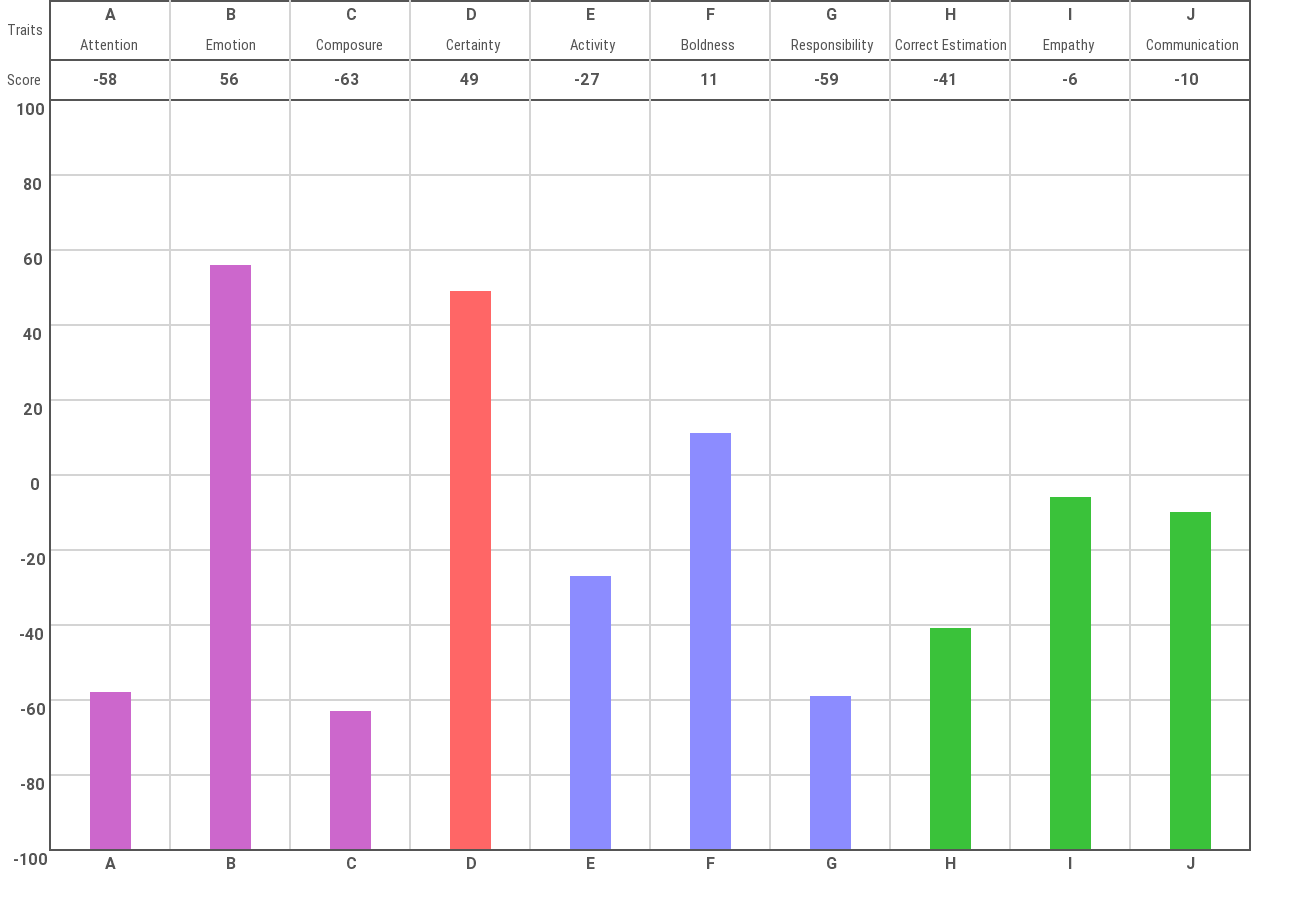 A B C D E F G H I J
Traits
Attention Emotion Composure Certainty Activity Boldness Responsibility Correct Estimation Empathy Communication
Score -58 56 -63 49 -27 11 -59 -41 -6 -10
100
80
60
40
20
0
-20
-40
-60
-80
-100
A B C D E F G H I J